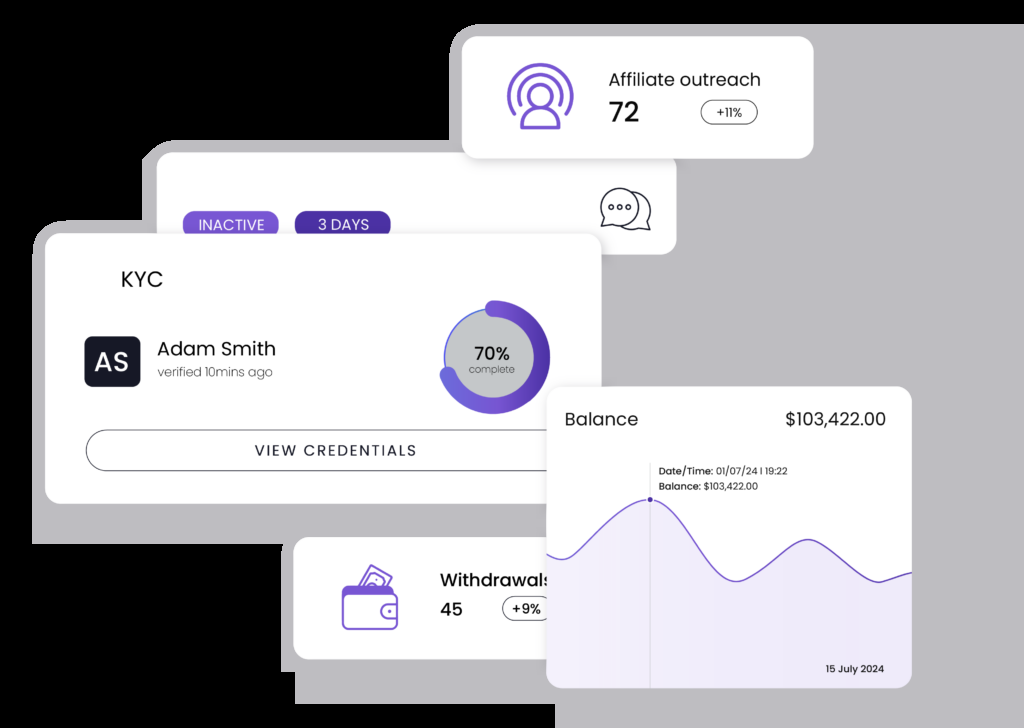 Affiliate outreach
72
+11%
INACTIVE
3 DAYS
KYC
AS
Adam Smith
verified 10mins ago
70%
complete
VIEW CREDENTIALS
Balance
$103,422.00
Date/Time: 01/07/24 | 19:22
Balance: $103,422.00
15 July 2024
Withdrawals
45
+9%